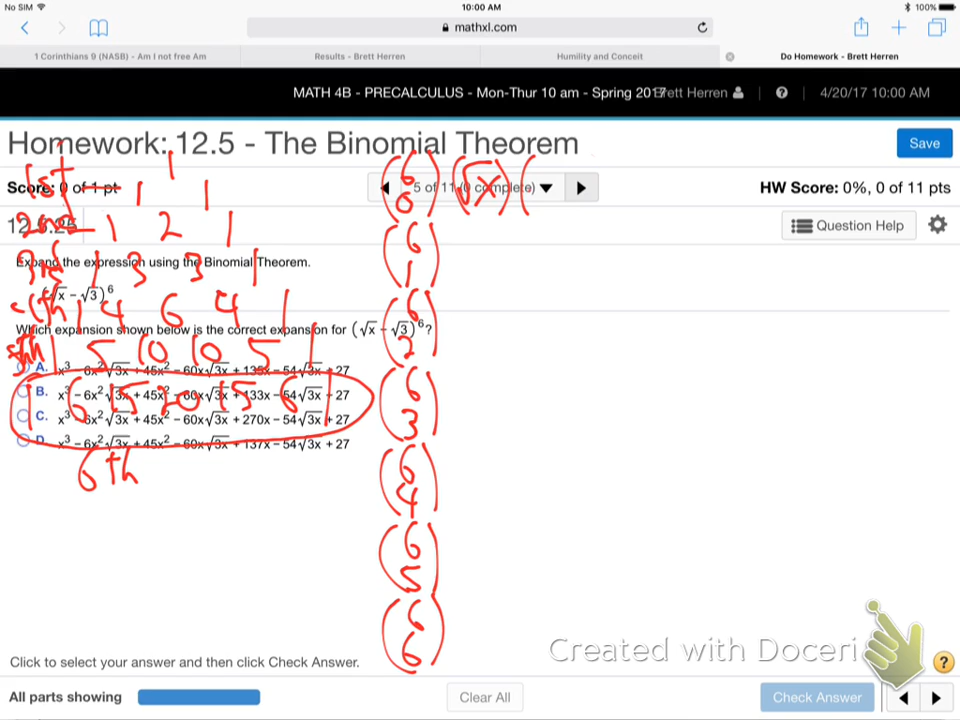 No SIM 10:00 AM 100%
mathxl.com
1 Corinthians 9 (NASB) - Am I not free Am Results - Brett Herren Humility and Conceit Do Homework - Brett Herren
MATH 4B - PRECALCULUS - Mon-Thur 10 am - Spring 2017 Brett Herren ? 4/20/17 10:00 AM
Homework: 12.5 - The Binomial Theorem Save
Score: 0 of 1 pt 5 of 11 (0 complete) HW Score: 0%, 0 of 11 pts
12.5.25 Question Help
Expand the expression using the Binomial Theorem.
(√x − √3)⁶
Which expansion shown below is the correct expansion for (√x − √3)⁶?
A. x³ − 6x²√3x + 45x² − 60x√3x + 135x − 54√3x + 27
B. x³ − 6x²√3x + 45x² − 60x√3x + 133x − 54√3x + 27
C. x³ − 6x²√3x + 45x² − 60x√3x + 270x − 54√3x + 27
D. x³ − 6x²√3x + 45x² − 60x√3x + 137x − 54√3x + 27
1
1st 1 1
2nd 1 2 1
3rd 1 3 3 1
4th 1 4 6 4 1
5th 1 5 10 10 5 1
1 6 15 20 15 6 1
6th
(6 0) (√x) (
(6 1)
(6 2)
(6 3)
(6 4)
(6 5)
(6 6)
Created with Doceri
Click to select your answer and then click Check Answer. ?
All parts showing Clear All Check Answer